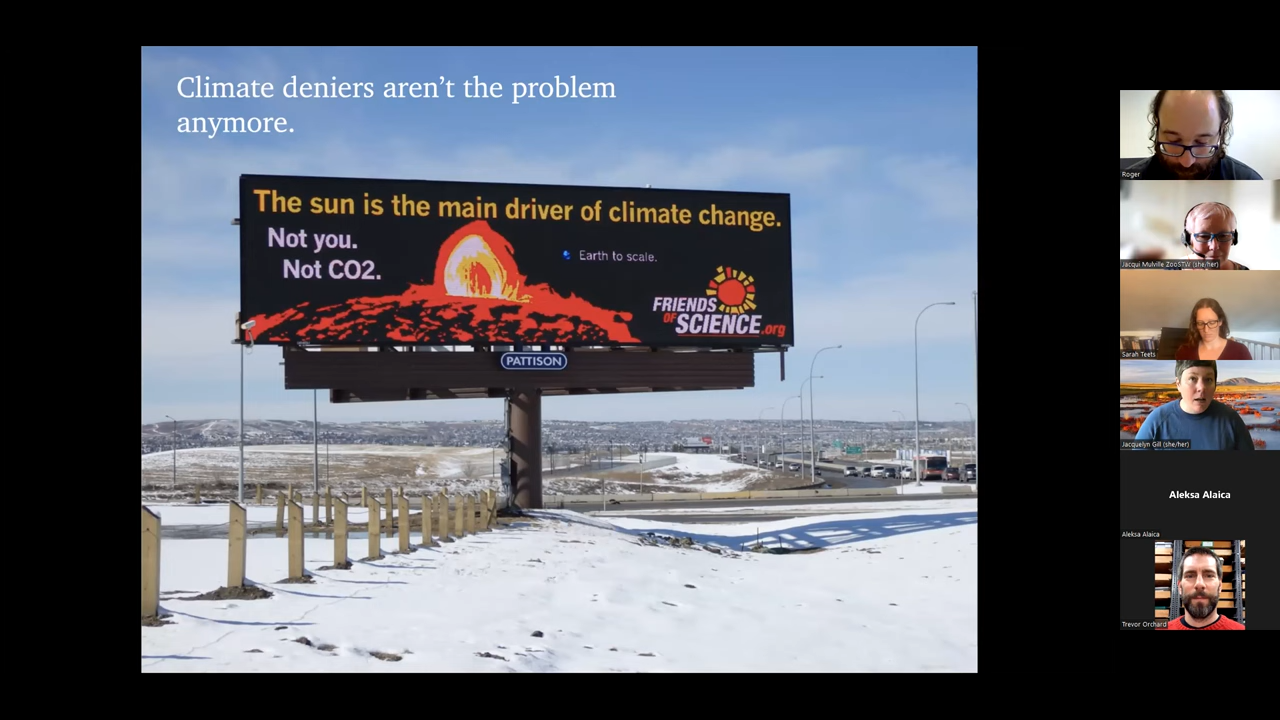 Climate deniers aren’t the problem
anymore.
The sun is the main driver of climate change.
Not you.
Not CO2.
Earth to scale.
FRIENDS
OF SCIENCE.org
PATTISON
Roger
Jacqui Mulville ZooSTW (she/her)
Sarah Teets
Jacquelyn Gill (she/her)
Aleksa Alaica
Aleksa Alaica
Trevor Orchard